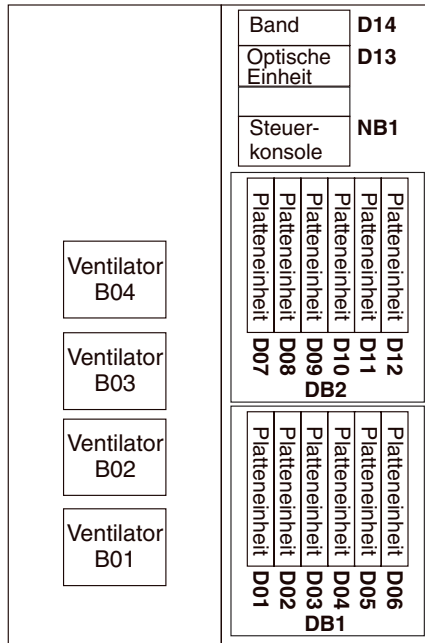 Band D14
Optische
Einheit
D13
Steuer-
konsole
NB1
Ventilator
B04
Ventilator
B03
Ventilator
B02
Ventilator
B01
Platteneinheit D07
Platteneinheit D08
Platteneinheit D09
Platteneinheit D10
Platteneinheit D11
Platteneinheit D12
DB2
Platteneinheit D01
Platteneinheit D02
Platteneinheit D03
Platteneinheit D04
Platteneinheit D05
Platteneinheit D06
DB1